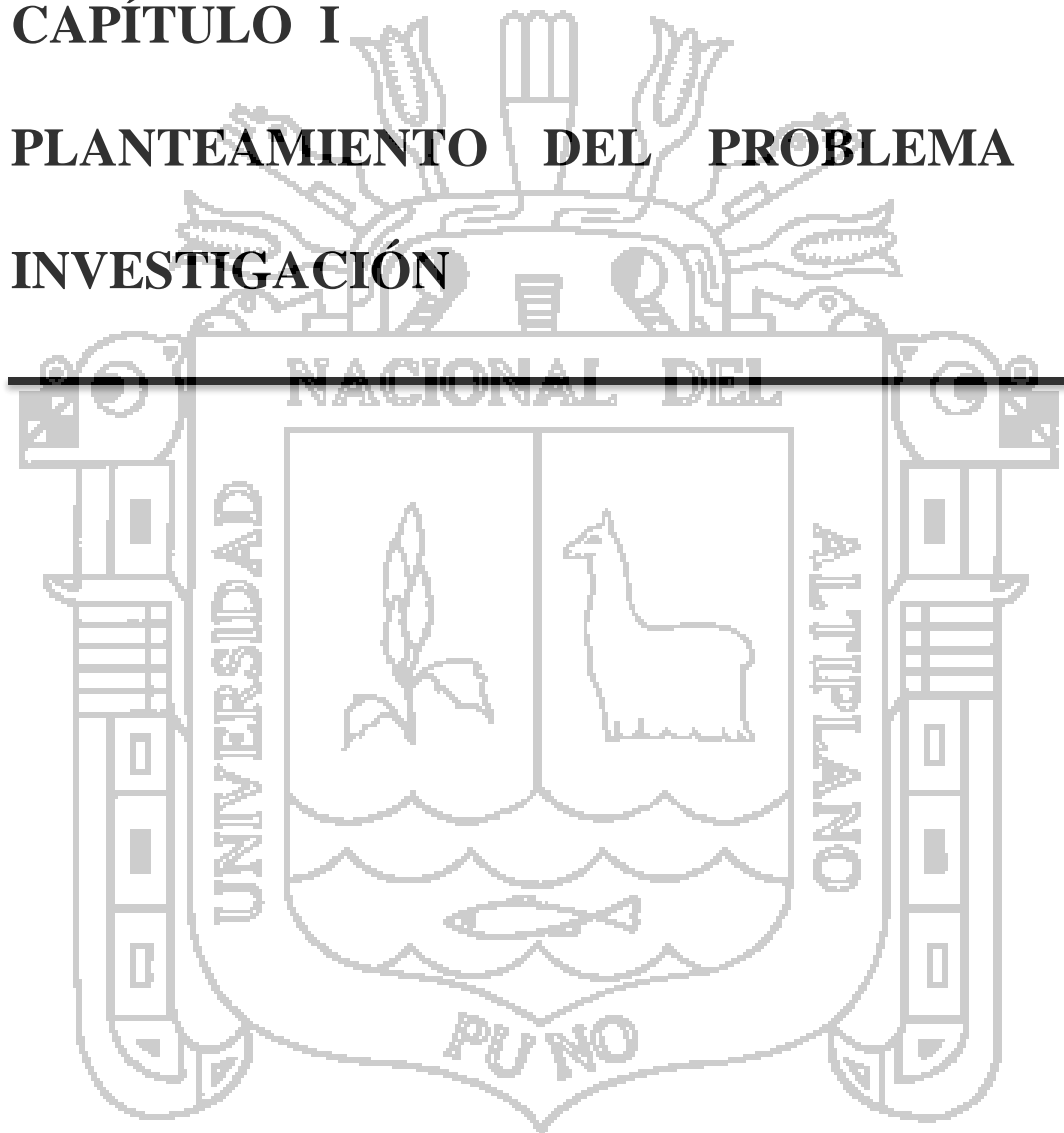 CAPÍTULO I
PLANTEAMIENTO DEL PROBLEMA
INVESTIGACIÓN
NACIONAL DEL
UNIVERSIDAD
ALTIPLANO
PUNO